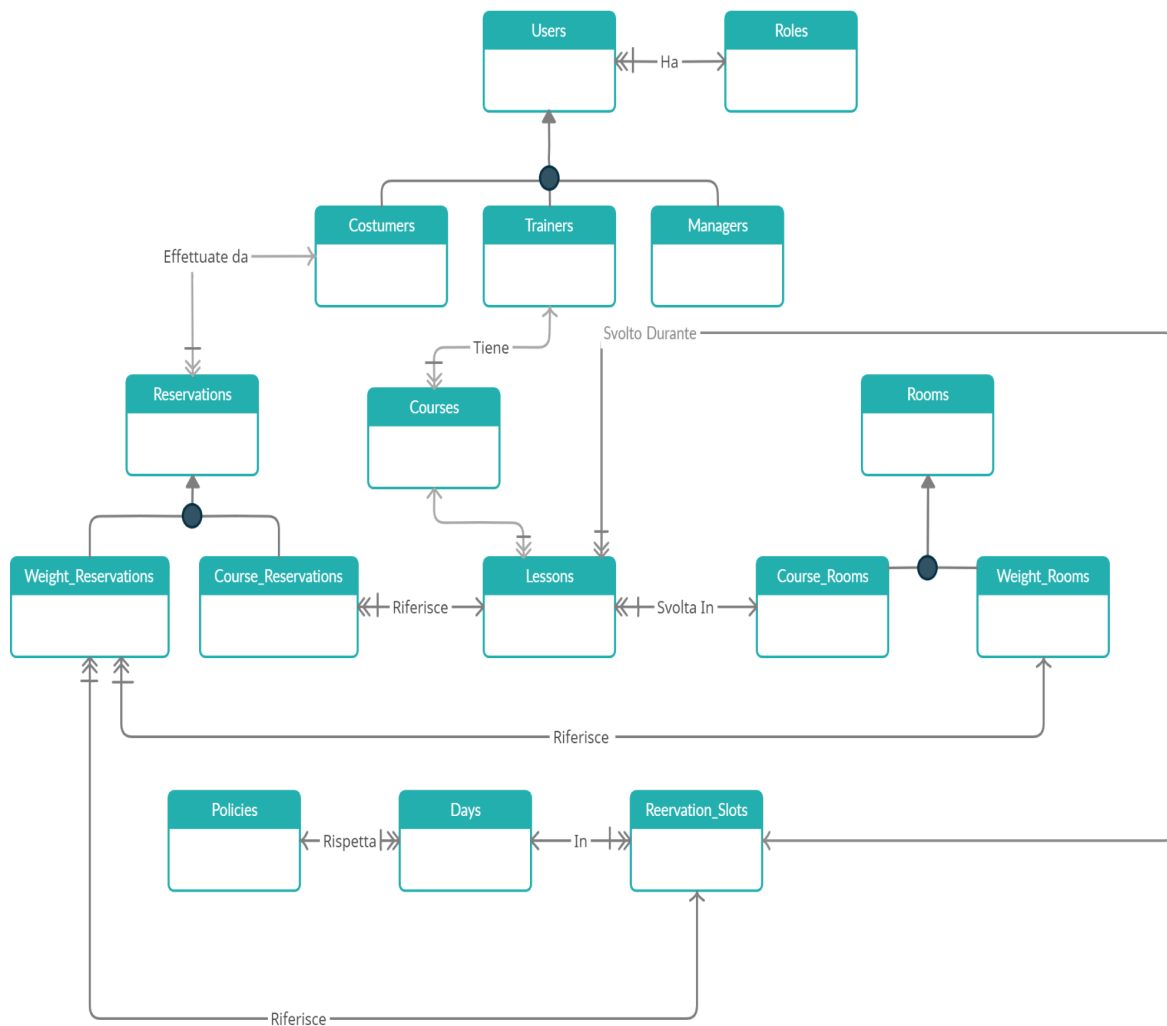 Users
Roles
Ha
Costumers
Trainers
Managers
Effettuate da
Tiene
Svolto Durante
Reservations
Courses
Rooms
Weight_Reservations
Course_Reservations
Lessons
Course_Rooms
Weight_Rooms
Riferisce
Svolta In
Riferisce
Policies
Days
Reervation_Slots
Rispetta
In
Riferisce